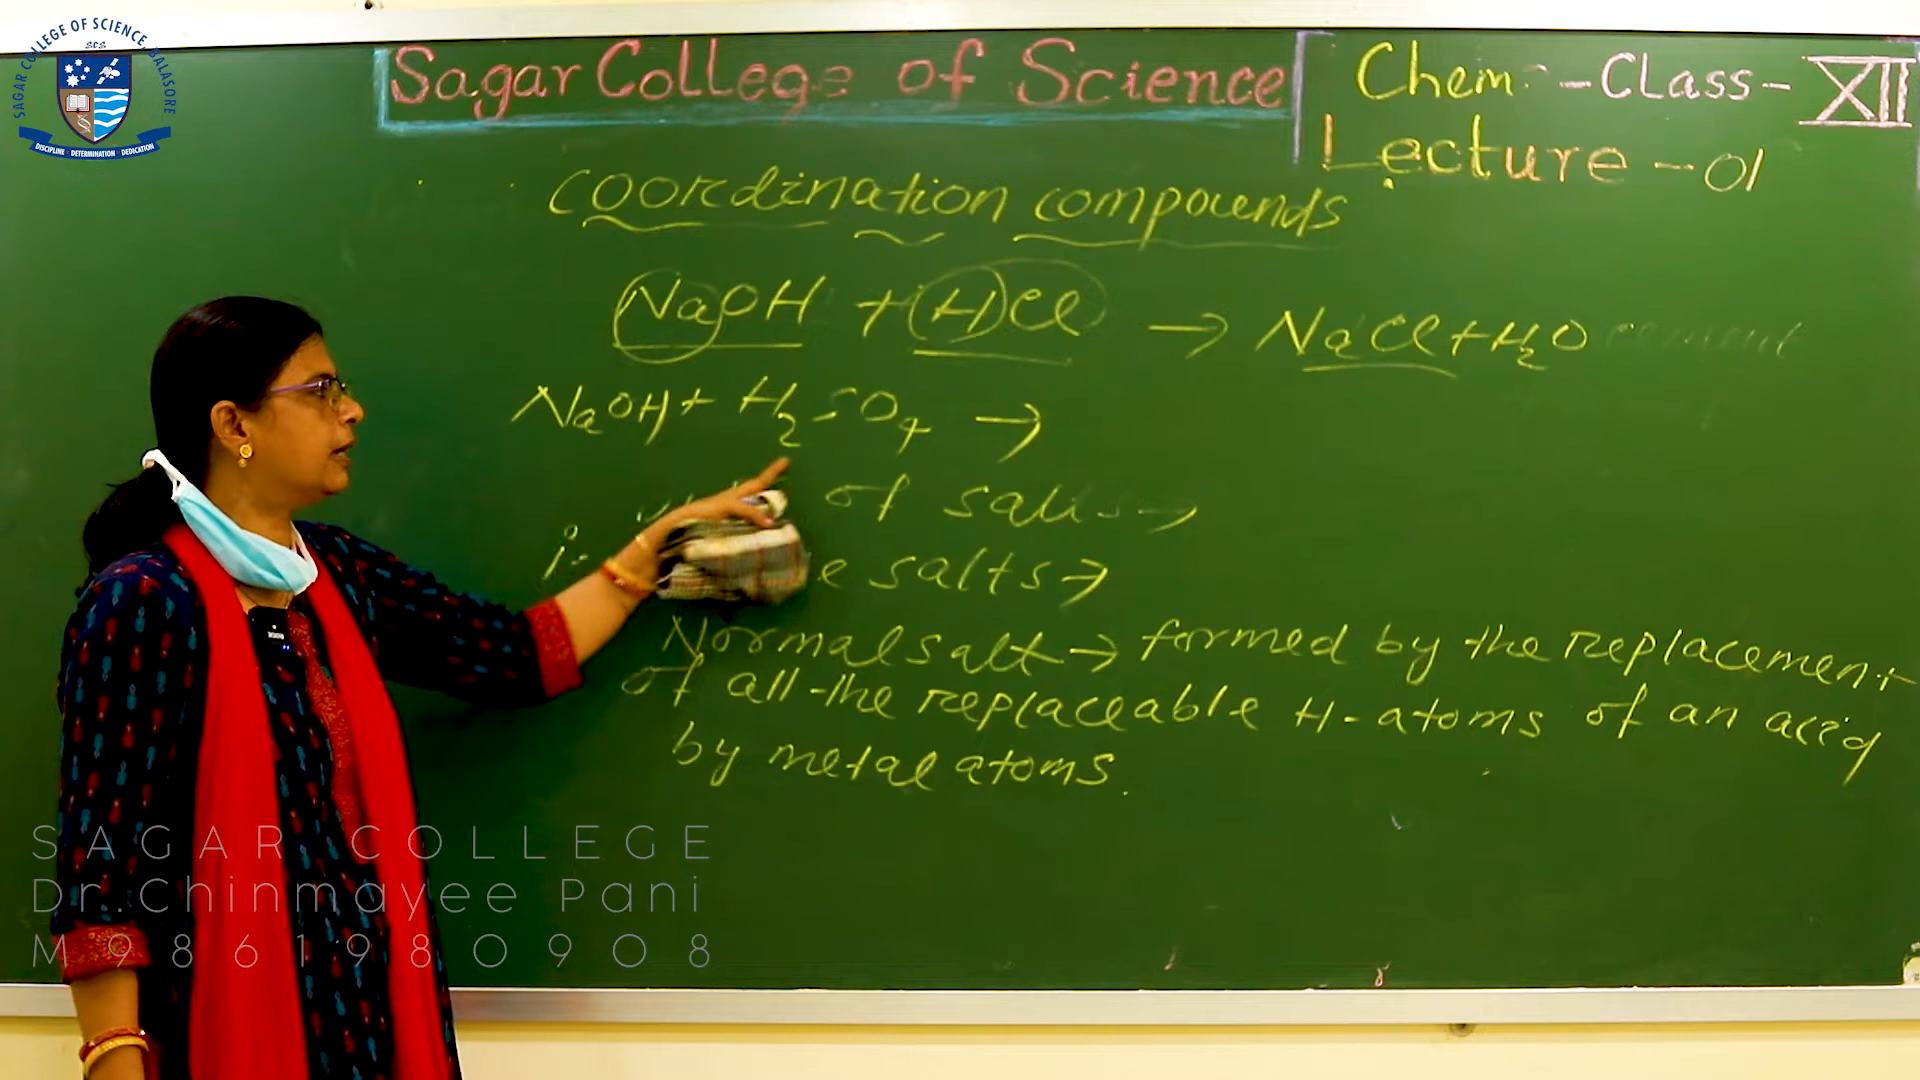 SAGAR COLLEGE OF SCIENCE, BALASORE
S.C.S.
DISCIPLINE DETERMINATION DEDICATION
Sagar College of Science
Chem - Class - XII
Lecture - 01
coordination compounds
NaOH + HCl → NaCl + H2O cement
NaOH + H2SO4 →
of salts →
i. e salts →
Normal salt → formed by the replacement
of all the replaceable H-atoms of an acid
by metal atoms.
SAGAR COLLEGE
Dr. Chinmayee Pani
M 9861980908